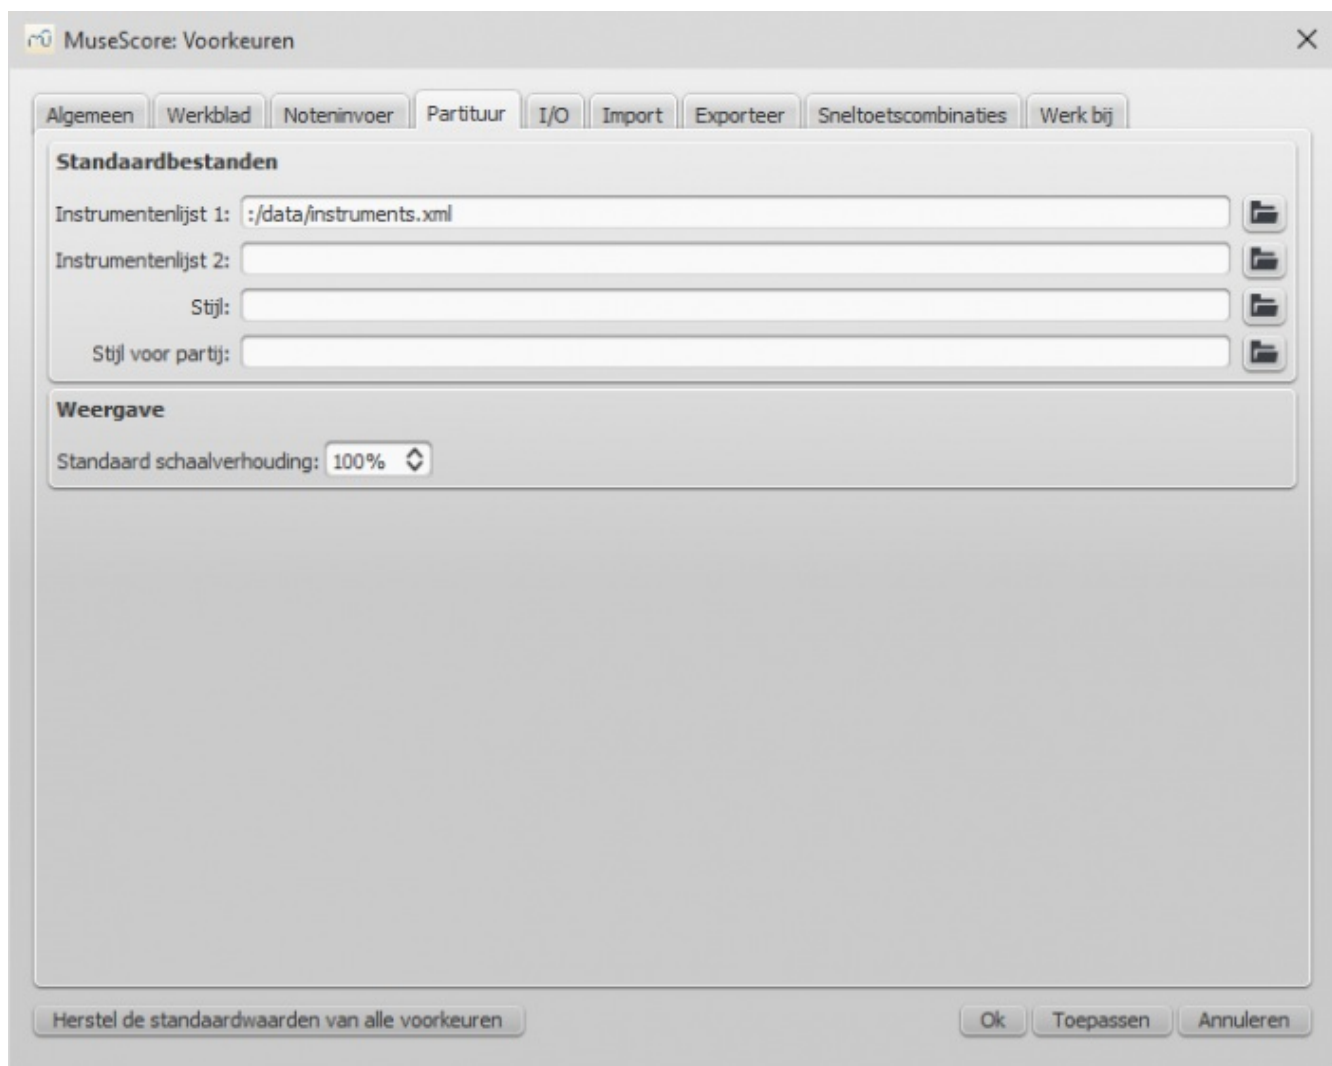 MuseScore: Voorkeuren
Algemeen Werkblad Noteninvoer Partituur I/O Import Exporteer Sneltoetscombinaties Werk bij
Standaardbestanden
Instrumentenlijst 1: :/data/instruments.xml
Instrumentenlijst 2:
Stijl:
Stijl voor partij:
Weergave
Standaard schaalverhouding: 100%
Herstel de standaardwaarden van alle voorkeuren Ok Toepassen Annuleren